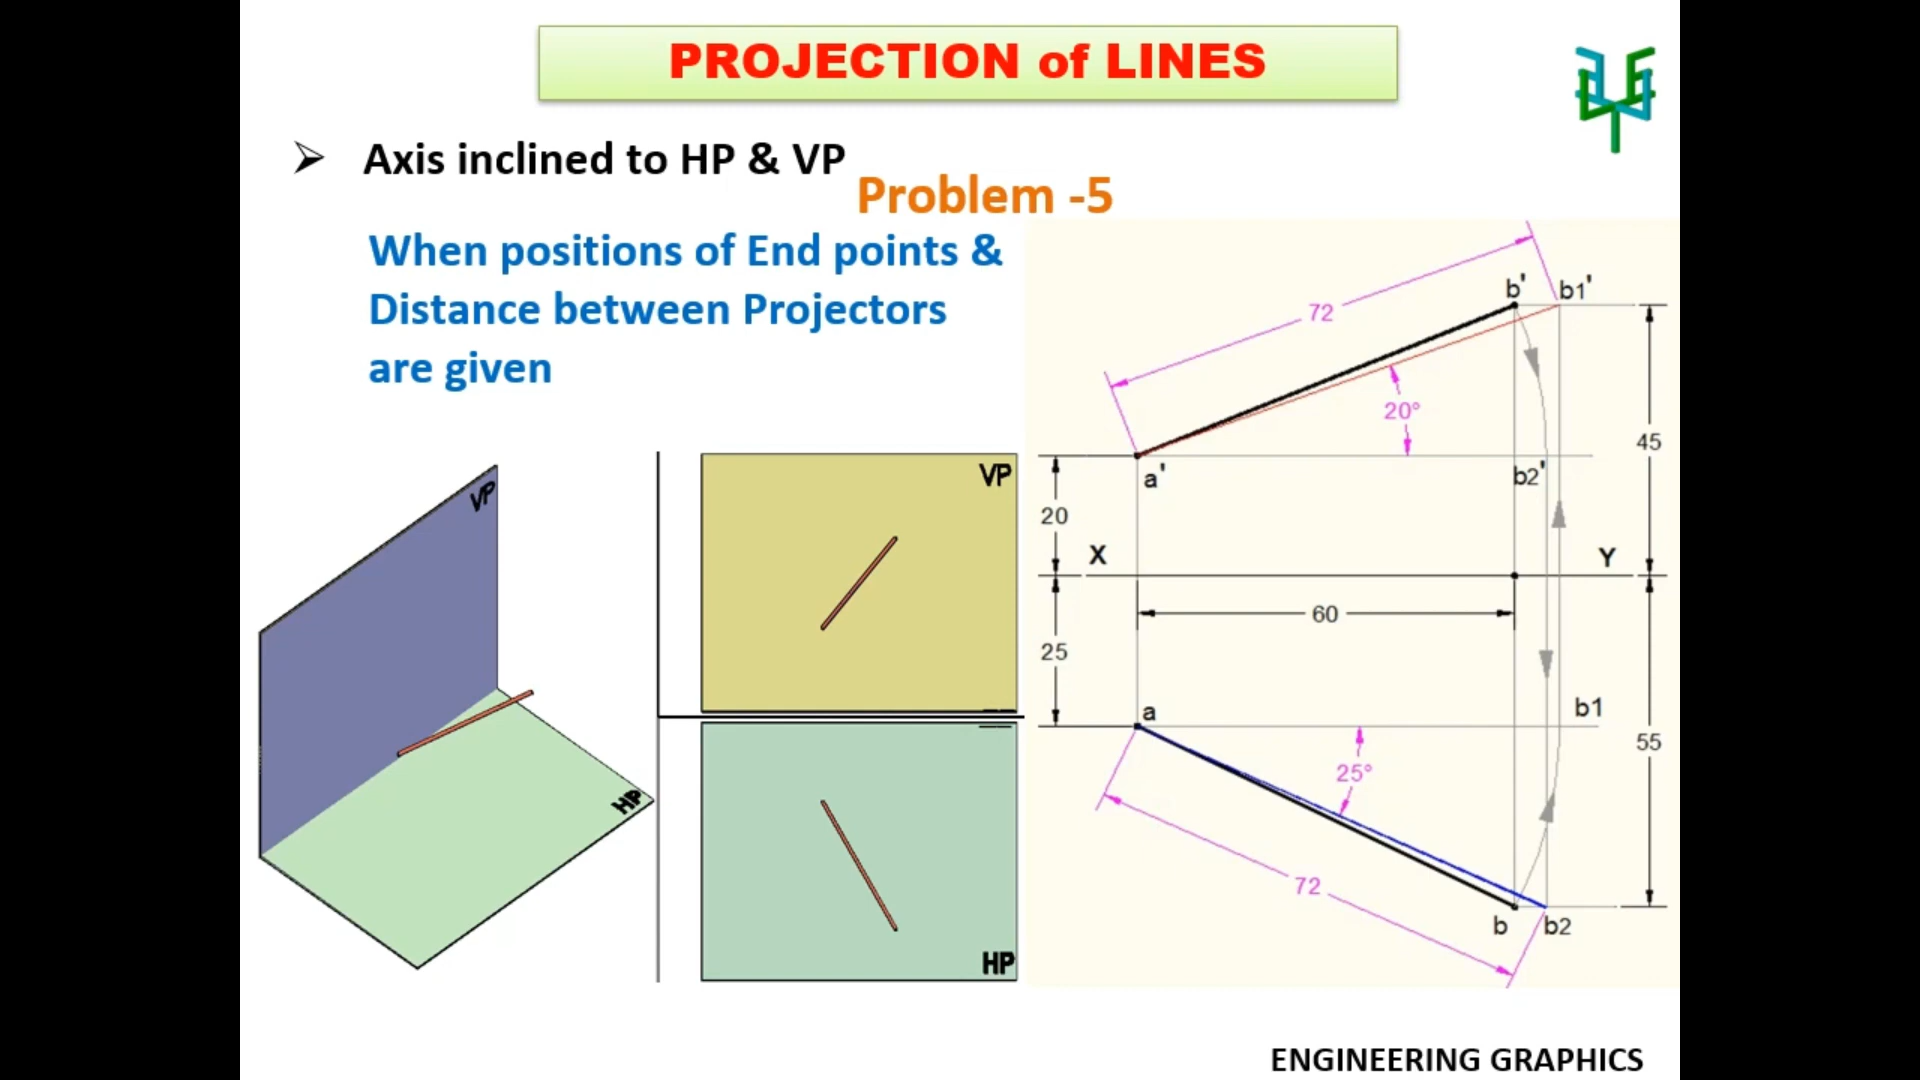 PROJECTION of LINES
Axis inclined to HP & VP
Problem -5
When positions of End points &
Distance between Projectors
are given
VP
HP
VP
HP
72
b'
b1'
20°
45
a'
b2'
20
X
Y
60
25
a
b1
55
25°
72
b
b2
ENGINEERING GRAPHICS